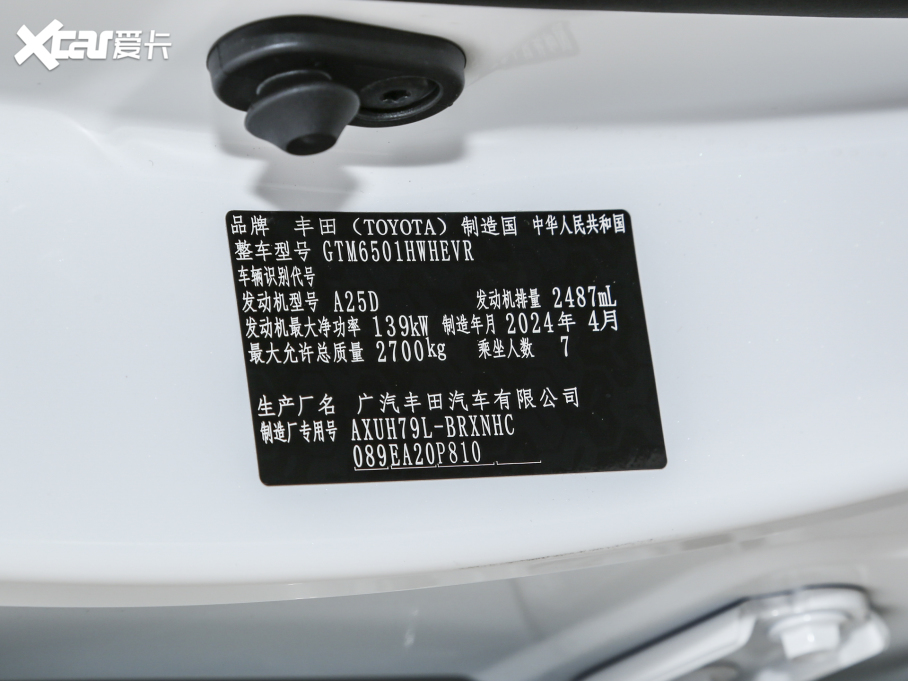 Xcar爱卡
品牌 丰田（TOYOTA）制造国 中华人民共和国
整车型号 GTM6501HWHEVR
车辆识别代号
发动机型号 A25D 发动机排量 2487mL
发动机最大净功率 139kW 制造年月 2024年 4月
最大允许总质量 2700kg 乘坐人数 7
生产厂名 广汽丰田汽车有限公司
制造厂专用号 AXUH79L-BRXNHC
089EA20P810